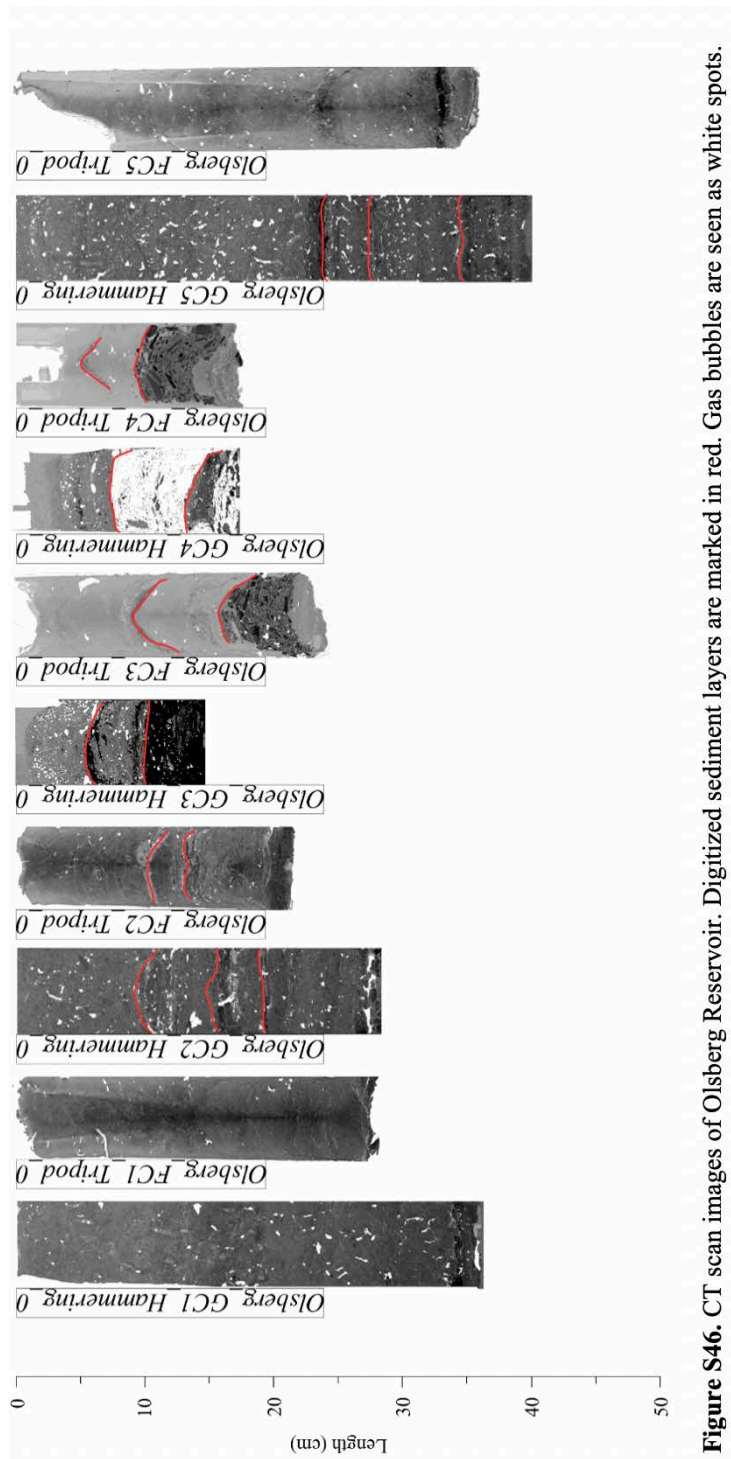 Olsberg_GC1_Hammering_0
Olsberg_FC1_Tripod_0
Olsberg_GC2_Hammering_0
Olsberg_FC2_Tripod_0
Olsberg_GC3_Hammering_0
Olsberg_FC3_Tripod_0
Olsberg_GC4_Hammering_0
Olsberg_FC4_Tripod_0
Olsberg_GC5_Hammering_0
Olsberg_FC5_Tripod_0
0
10
20
30
40
50
Length (cm)
Figure S46. CT scan images of Olsberg Reservoir. Digitized sediment layers are marked in red. Gas bubbles are seen as white spots.